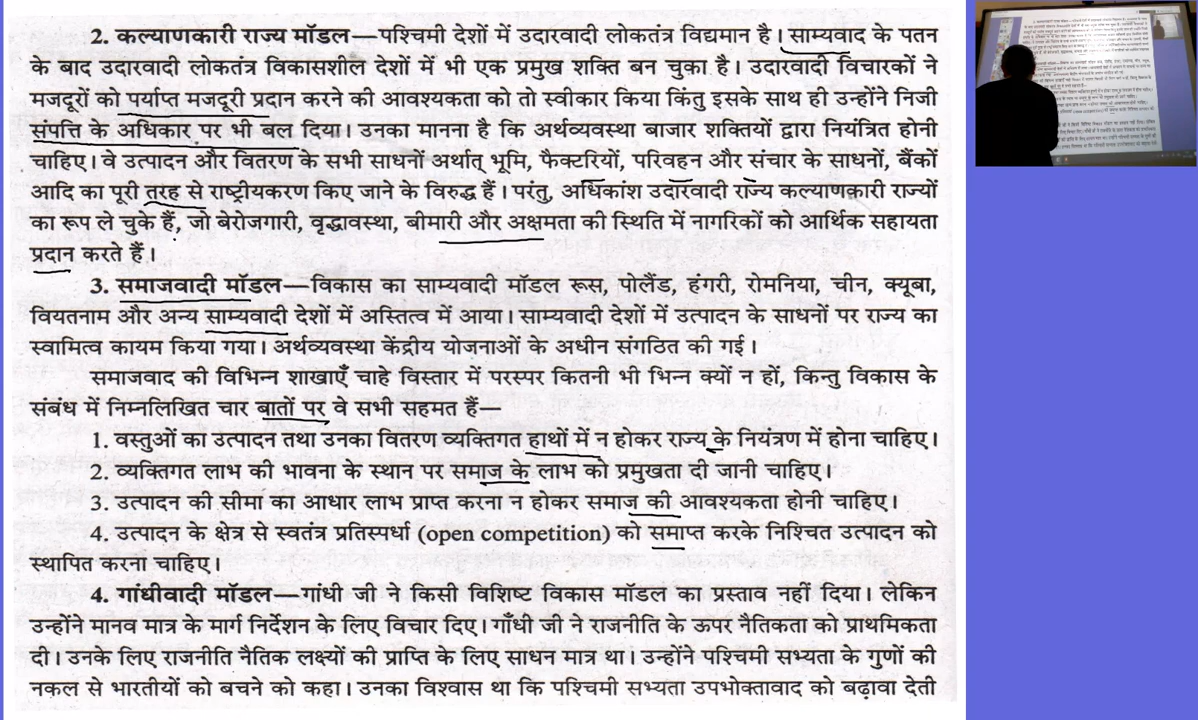 2. कल्याणकारी राज्य मॉडल—पश्चिमी देशों में उदारवादी लोकतंत्र विद्यमान है। साम्यवाद के पतन
के बाद उदारवादी लोकतंत्र विकासशील देशों में भी एक प्रमुख शक्ति बन चुका है। उदारवादी विचारकों ने
मजदूरों को पर्याप्त मजदूरी प्रदान करने की आवश्यकता को तो स्वीकार किया किंतु इसके साथ ही उन्होंने निजी
संपत्ति के अधिकार पर भी बल दिया। उनका मानना है कि अर्थव्यवस्था बाजार शक्तियों द्वारा नियंत्रित होनी
चाहिए। वे उत्पादन और वितरण के सभी साधनों अर्थात् भूमि, फैक्टरियों, परिवहन और संचार के साधनों, बैंकों
आदि का पूरी तरह से राष्ट्रीयकरण किए जाने के विरुद्ध हैं। परंतु, अधिकांश उदारवादी राज्य कल्याणकारी राज्यों
का रूप ले चुके हैं, जो बेरोजगारी, वृद्धावस्था, बीमारी और अक्षमता की स्थिति में नागरिकों को आर्थिक सहायता
प्रदान करते हैं।
3. समाजवादी मॉडल—विकास का साम्यवादी मॉडल रूस, पोलैंड, हंगरी, रोमनिया, चीन, क्यूबा,
वियतनाम और अन्य साम्यवादी देशों में अस्तित्व में आया। साम्यवादी देशों में उत्पादन के साधनों पर राज्य का
स्वामित्व कायम किया गया। अर्थव्यवस्था केंद्रीय योजनाओं के अधीन संगठित की गई।
समाजवाद की विभिन्न शाखाएँ चाहे विस्तार में परस्पर कितनी भी भिन्न क्यों न हों, किन्तु विकास के
संबंध में निम्नलिखित चार बातों पर वे सभी सहमत हैं—
1. वस्तुओं का उत्पादन तथा उनका वितरण व्यक्तिगत हाथों में न होकर राज्य के नियंत्रण में होना चाहिए।
2. व्यक्तिगत लाभ की भावना के स्थान पर समाज के लाभ को प्रमुखता दी जानी चाहिए।
3. उत्पादन की सीमा का आधार लाभ प्राप्त करना न होकर समाज की आवश्यकता होनी चाहिए।
4. उत्पादन के क्षेत्र से स्वतंत्र प्रतिस्पर्धा (open competition) को समाप्त करके निश्चित उत्पादन को
स्थापित करना चाहिए।
4. गांधीवादी मॉडल—गांधी जी ने किसी विशिष्ट विकास मॉडल का प्रस्ताव नहीं दिया। लेकिन
उन्होंने मानव मात्र के मार्ग निर्देशन के लिए विचार दिए। गाँधी जी ने राजनीति के ऊपर नैतिकता को प्राथमिकता
दी। उनके लिए राजनीति नैतिक लक्ष्यों की प्राप्ति के लिए साधन मात्र था। उन्होंने पश्चिमी सभ्यता के गुणों की
नकल से भारतीयों को बचने को कहा। उनका विश्वास था कि पश्चिमी सभ्यता उपभोक्तावाद को बढ़ावा देती